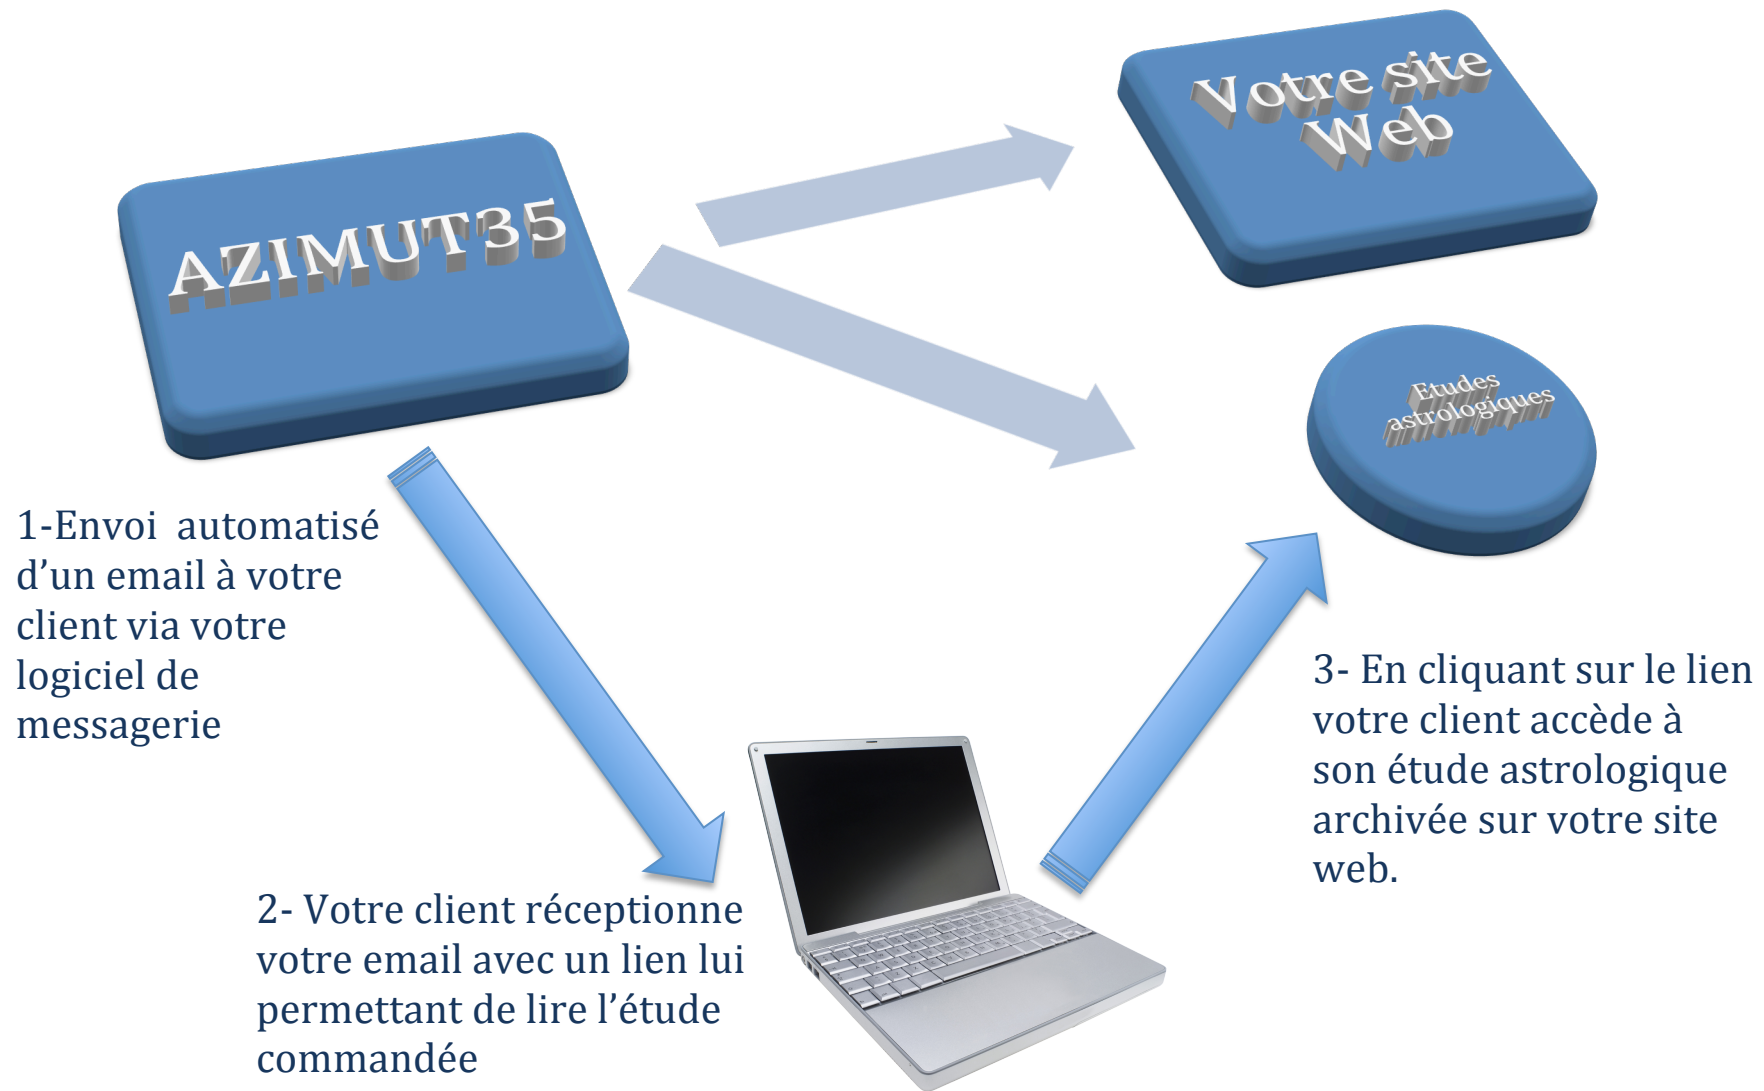 Votre site
Web
AZIMUT35
Etudes
astrologiques
1-Envoi  automatisé
d’un email à votre
client via votre
logiciel de
messagerie
2- Votre client réceptionne
votre email avec un lien lui
permettant de lire l’étude
commandée
3- En cliquant sur le lien
votre client accède à
son étude astrologique
archivée sur votre site
web.